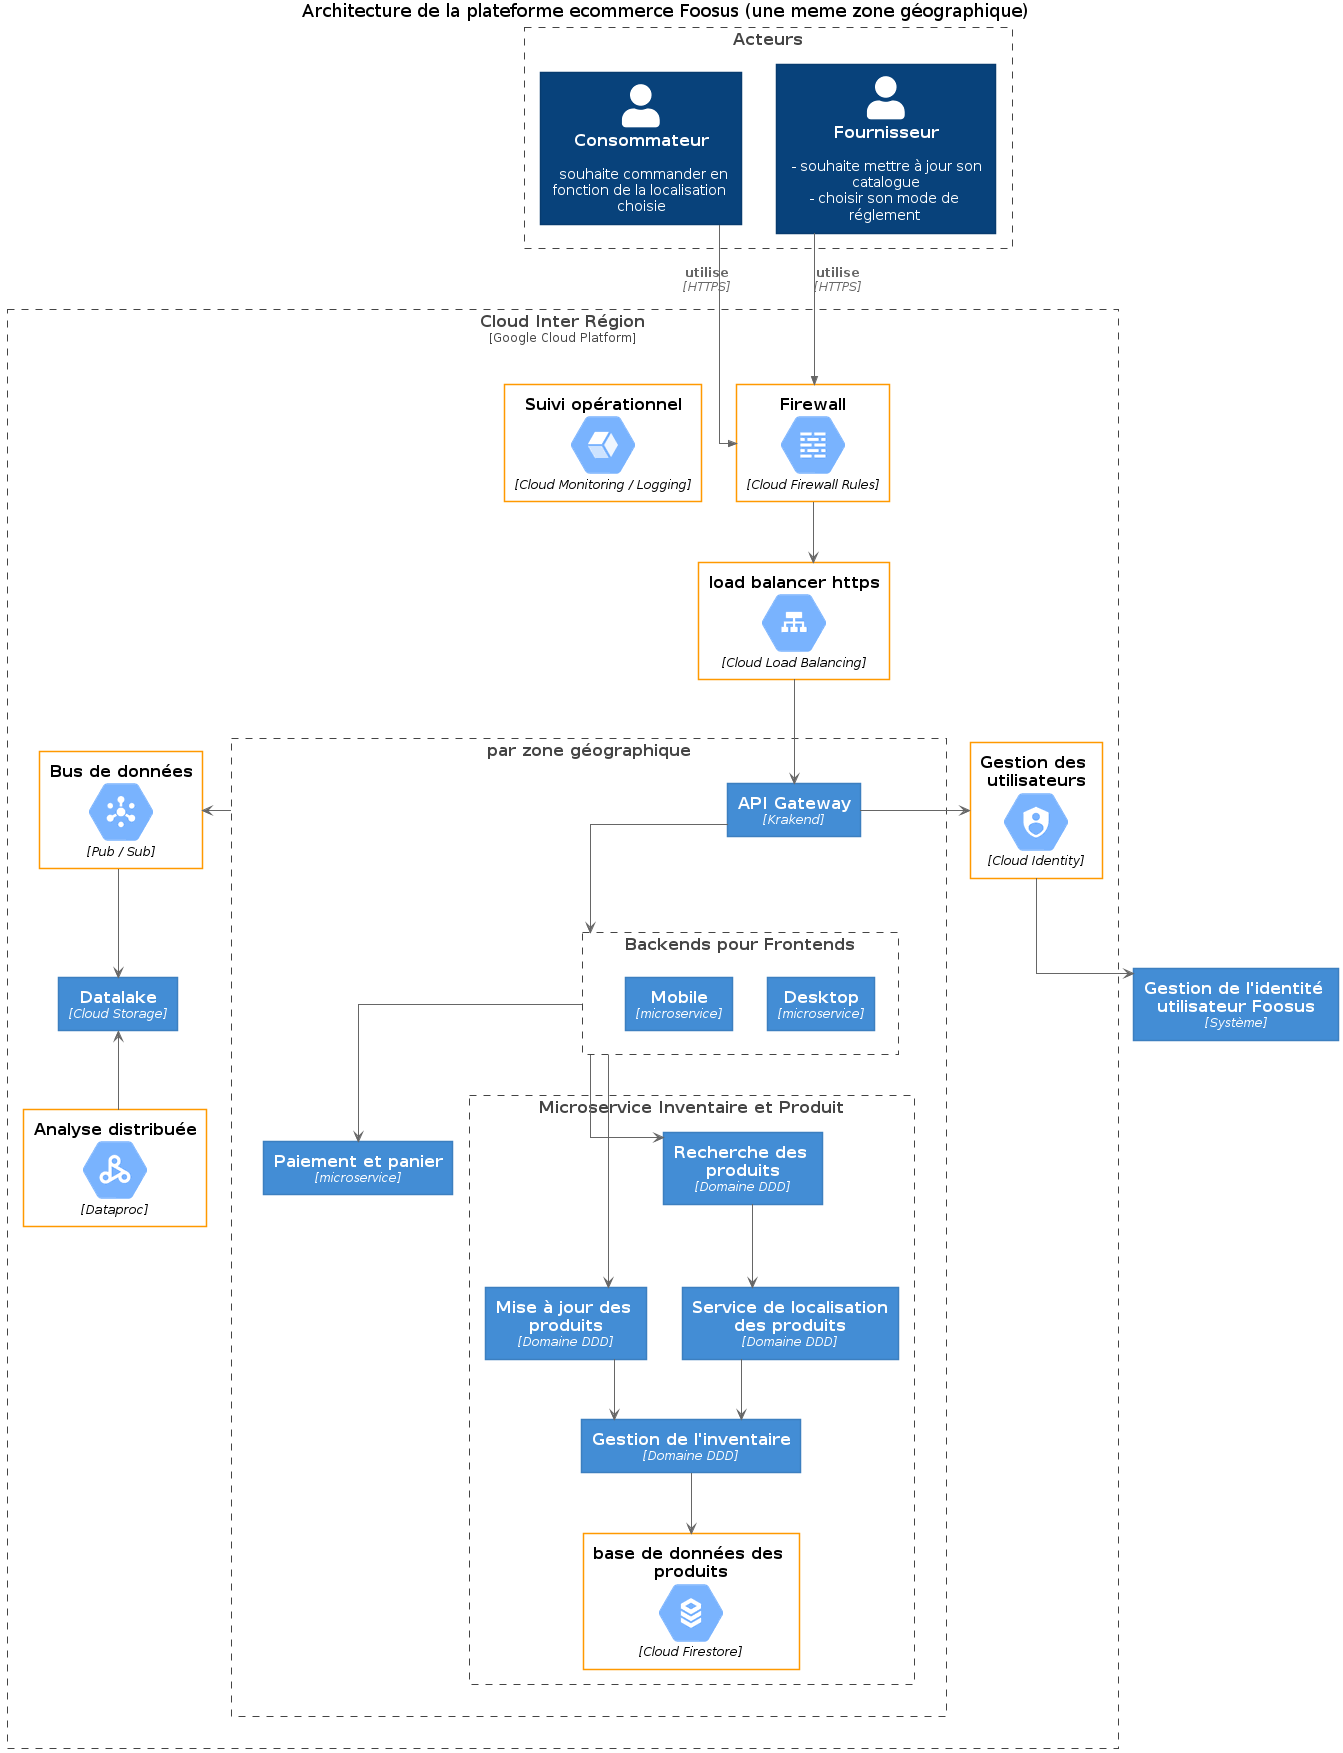 Architecture de la plateforme ecommerce Foosus (une meme zone géographique)
Acteurs
Consommateur
souhaite commander en
fonction de la localisation
choisie
Fournisseur
- souhaite mettre à jour son
catalogue
- choisir son mode de
réglement
utilise
[HTTPS]
utilise
[HTTPS]
Cloud Inter Région
[Google Cloud Platform]
Suivi opérationnel
[Cloud Monitoring / Logging]
Firewall
[Cloud Firewall Rules]
load balancer https
[Cloud Load Balancing]
par zone géographique
Bus de données
[Pub / Sub]
API Gateway
[Krakend]
Gestion des
utilisateurs
[Cloud Identity]
Backends pour Frontends
Mobile
[microservice]
Desktop
[microservice]
Datalake
[Cloud Storage]
Gestion de l'identité
utilisateur Foosus
[Système]
Microservice Inventaire et Produit
Analyse distribuée
[Dataproc]
Paiement et panier
[microservice]
Recherche des
produits
[Domaine DDD]
Mise à jour des
produits
[Domaine DDD]
Service de localisation
des produits
[Domaine DDD]
Gestion de l'inventaire
[Domaine DDD]
base de données des
produits
[Cloud Firestore]